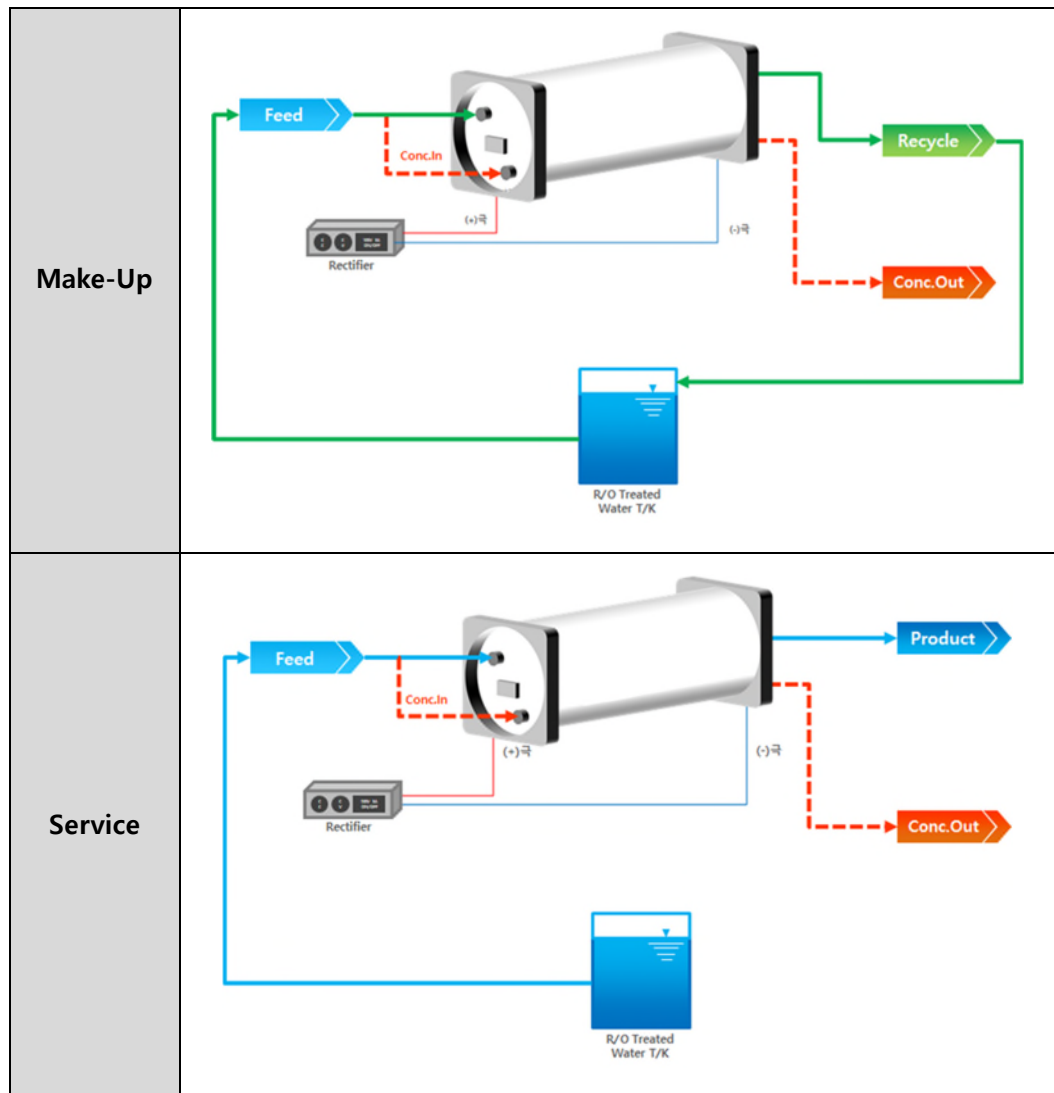 Make-Up
Feed
Conc.In
Recycle
(+)극
(-)극
Rectifier
Conc.Out
R/O Treated
Water T/K
Service
Feed
Product
Conc.In
(+)극
(-)극
Rectifier
Conc.Out
R/O Treated
Water T/K